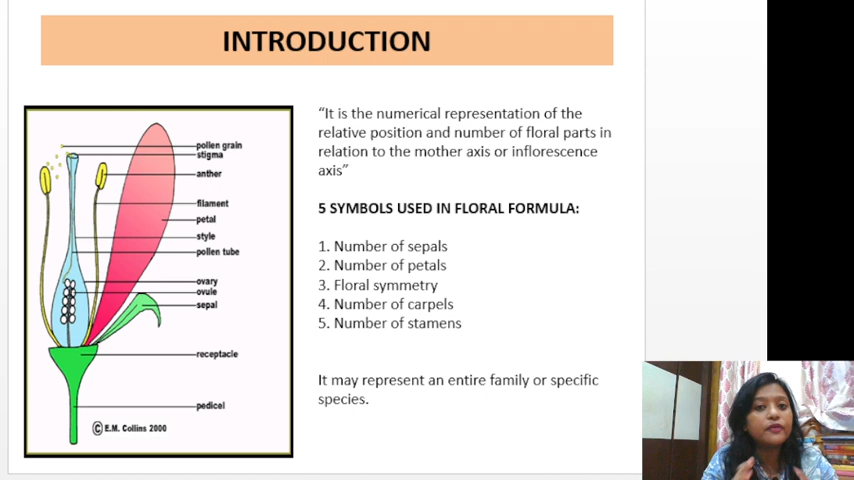 INTRODUCTION
pollen grain
stigma
anther
filament
petal
style
pollen tube
ovary
ovule
sepal
receptacle
pedicel
© E.M. Collins 2000
“It is the numerical representation of the
relative position and number of floral parts in
relation to the mother axis or inflorescence
axis”
5 SYMBOLS USED IN FLORAL FORMULA:
1. Number of sepals
2. Number of petals
3. Floral symmetry
4. Number of carpels
5. Number of stamens
It may represent an entire family or specific
species.